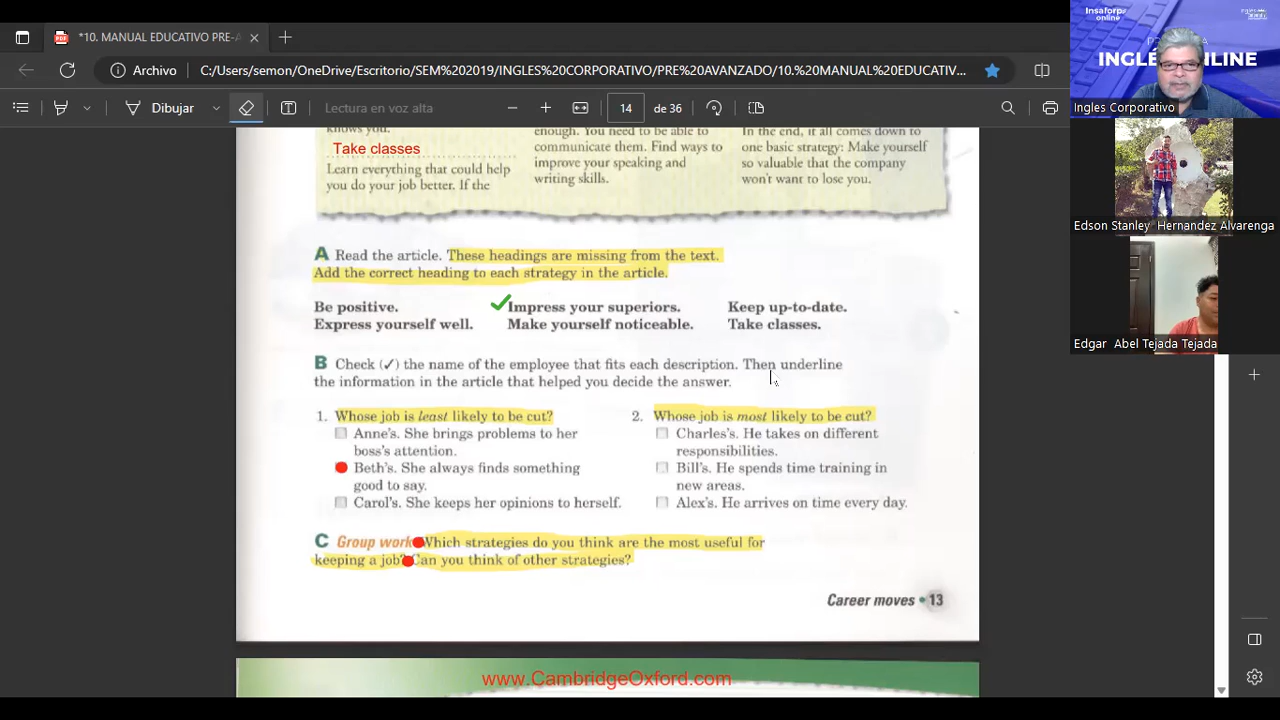 *10. MANUAL EDUCATIVO PRE-A
Archivo
C:/Users/semon/OneDrive/Escritorio/SEM%2009/INGLES%20CORPORATIVO/PRE%20AVANZADO/10.%20MANUAL%20EDUCATIV...
Dibujar
Lectura en voz alta
14
de 36
knows you.
Take classes
Learn everything that could help
you do your job better. If the
enough. You need to be able to
communicate them. Find ways to
improve your speaking and
writing skills.
In the end, it all comes down to
one basic strategy: Make yourself
so valuable that the company
won't want to lose you.
A Read the article. These headings are missing from the text.
Add the correct heading to each strategy in the article.
Be positive.
Express yourself well.
Impress your superiors.
Make yourself noticeable.
Keep up-to-date.
Take classes.
B Check (✓) the name of the employee that fits each description. Then underline
the information in the article that helped you decide the answer.
1. Whose job is least likely to be cut?
Anne's. She brings problems to her
boss's attention.
Beth's. She always finds something
good to say.
Carol's. She keeps her opinions to herself.
2. Whose job is most likely to be cut?
Charles's. He takes on different
responsibilities.
Bill's. He spends time training in
new areas.
Alex's. He arrives on time every day.
C Group work Which strategies do you think are the most useful for
keeping a job? Can you think of other strategies?
Career moves • 13
www.CambridgeOxford.com
Insaforp
online
INGLÉS ONLINE
Ingles Corporativo
Edson Stanley Hernandez Alvarenga
Edgar Abel Tejada Tejada